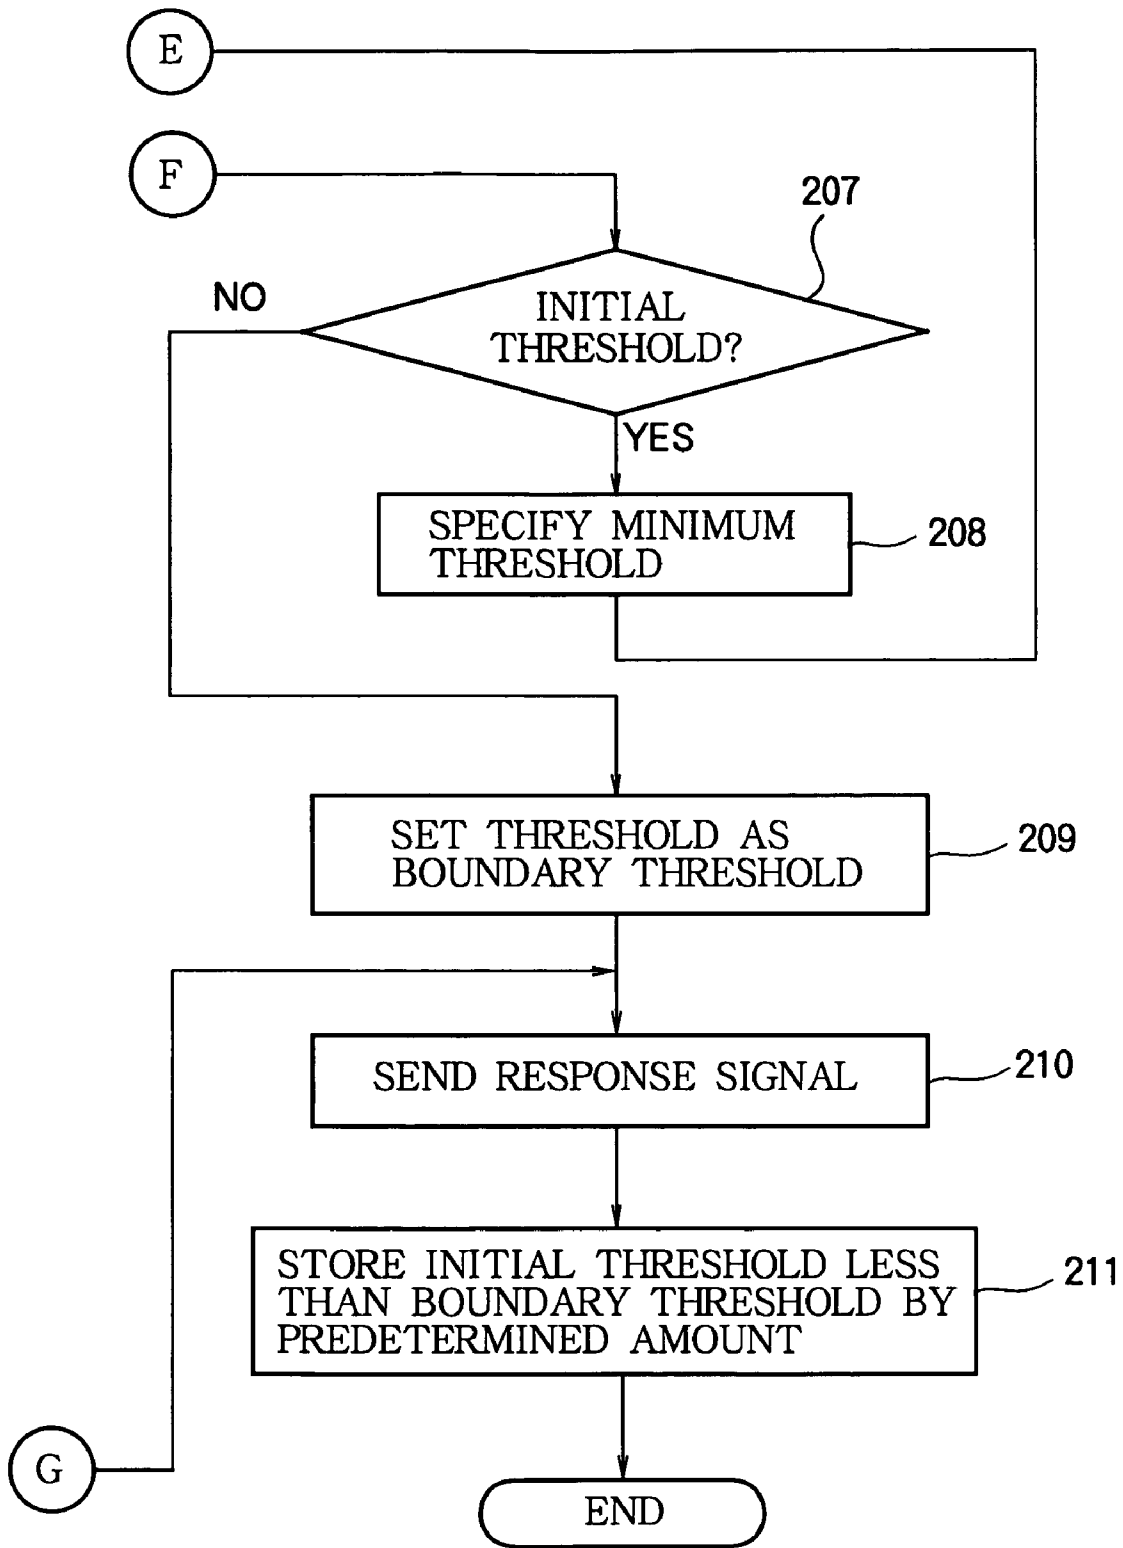 E
F
207
NO
INITIAL
THRESHOLD?
YES
SPECIFY MINIMUM
THRESHOLD
208
SET THRESHOLD AS
BOUNDARY THRESHOLD
209
SEND RESPONSE SIGNAL
210
STORE INITIAL THRESHOLD LESS
THAN BOUNDARY THRESHOLD BY
PREDETERMINED AMOUNT
211
G
END